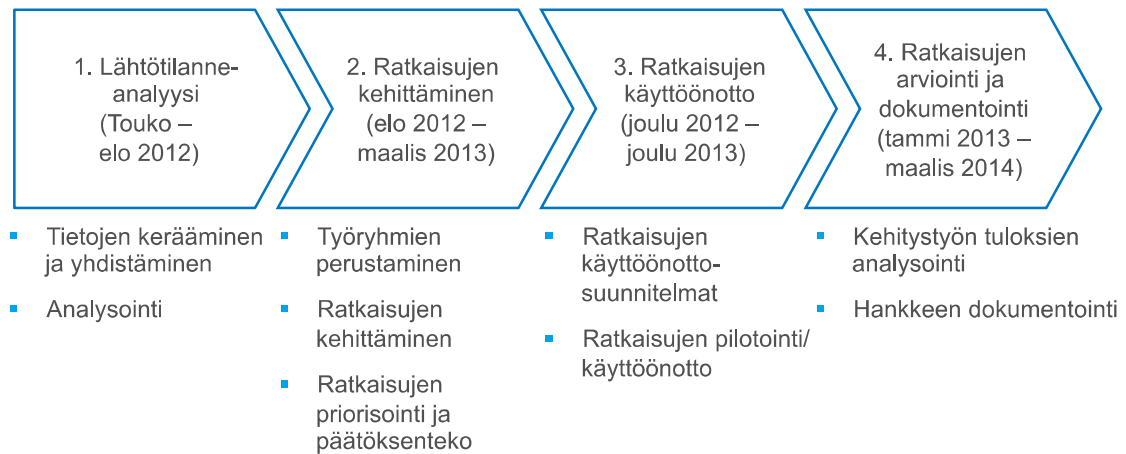 1. Lähtötilanne-
analyysi
(Touko –
elo 2012)
2. Ratkaisujen
kehittäminen
(elo 2012 –
maalis 2013)
3. Ratkaisujen
käyttöönotto
(joulu 2012 –
joulu 2013)
4. Ratkaisujen
arviointi ja
dokumentointi
(tammi 2013 –
maalis 2014)
▪ Tietojen kerääminen
ja yhdistäminen
▪ Analysointi
▪ Työryhmien
perustaminen
▪ Ratkaisujen
kehittäminen
▪ Ratkaisujen
priorisointi ja
päätöksenteko
▪ Ratkaisujen
käyttöönotto-
suunnitelmat
▪ Ratkaisujen pilotointi/
käyttöönotto
▪ Kehitystyön tuloksien
analysointi
▪ Hankkeen dokumentointi